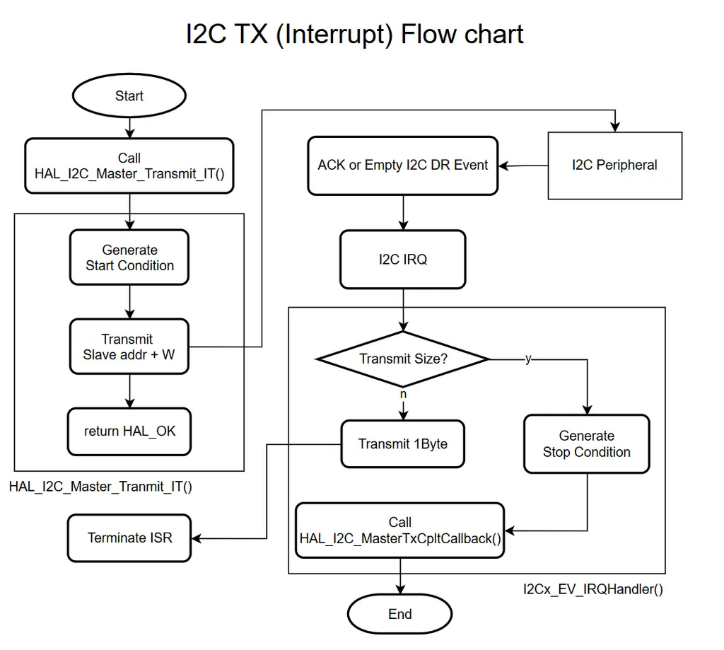 I2C TX (Interrupt) Flow chart
Start
Call
HAL_I2C_Master_Transmit_IT()
Generate
Start Condition
Transmit
Slave addr + W
return HAL_OK
HAL_I2C_Master_Tranmit_IT()
Terminate ISR
I2C Peripheral
ACK or Empty I2C DR Event
I2C IRQ
Transmit Size?
y
n
Transmit 1Byte
Generate
Stop Condition
Call
HAL_I2C_MasterTxCpltCallback()
I2Cx_EV_IRQHandler()
End